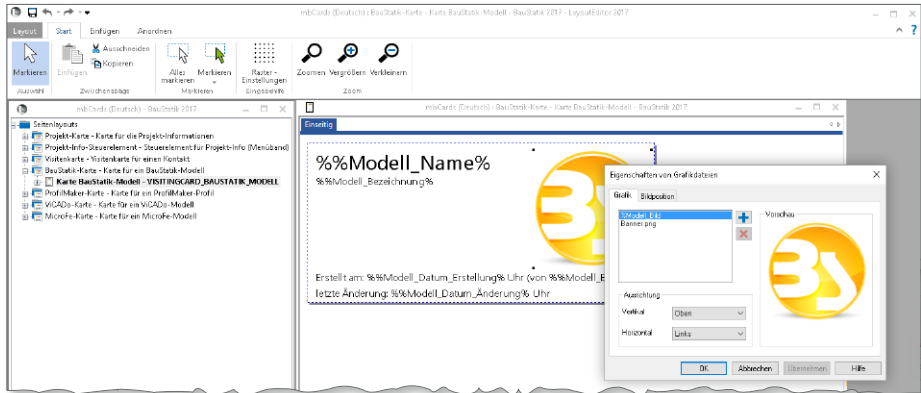 mbCards (Deutsch) : BauStatik-Karte - Karte BauStatik-Modell - BauStatik 2017 - LayoutEditor 2017
Layout Start Einfügen Anordnen
Markieren
Einfügen
Ausschneiden
Kopieren
Alles markieren
Markieren
Raster-Einstellungen
Zoomen Vergrößern Verkleinern
Auswahl Zwischenablage Markieren Eingabehilfe Zoom
mbCards (Deutsch) - BauStatik 2017
Seitenlayouts
Projekt-Karte - Karte für die Projekt-Informationen
Projekt-Info-Steuerelement - Steuerelement für Projekt-Info (Menüband)
Visitenkarte - Visitenkarte für einen Kontakt
BauStatik-Karte - Karte für ein BauStatik-Modell
Karte BauStatik-Modell - VISITINGCARD_BAUSTATIK_MODELL
ProfilMaker-Karte - Karte für ein ProfilMaker-Profil
ViCADo-Karte - Karte für ein ViCADo-Modell
MicroFe-Karte - Karte für ein MicroFe-Modell
mbCards (Deutsch) : BauStatik-Karte - Karte BauStatik-Modell - BauStatik 2017
Einseitig
%%Modell_Name%
%%Modell_Bezeichnung%
Erstellt am: %%Modell_Datum_Erstellung% Uhr (von %%Modell_B
letzte Änderung: %%Modell_Datum_Änderung% Uhr
Eigenschaften von Grafikdateien
Grafik Bildposition
%Modell_Bild
Banner.png
Vorschau
Ausrichtung
Vertikal Oben
Horizontal Links
OK Abbrechen Übernehmen Hilfe